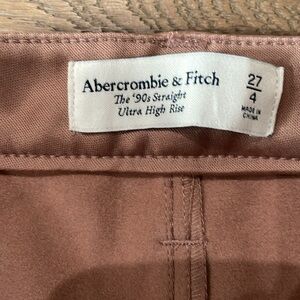 Abercrombie & Fitch
The '90s Straight
Ultra High Rise
27
4
MADE IN
CHINA